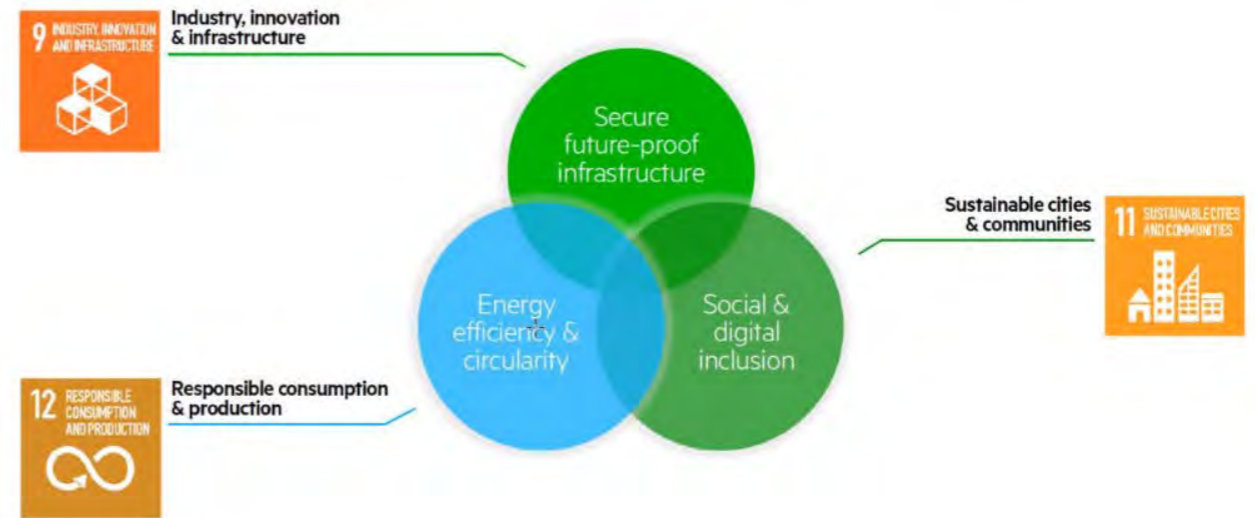 9 INDUSTRY, INNOVATION
AND INFRASTRUCTURE
Industry, innovation
& infrastructure
Secure
future-proof
infrastructure
Sustainable cities
& communities
11 SUSTAINABLE CITIES
AND COMMUNITIES
Energy
efficiency &
circularity
Social &
digital
inclusion
12 RESPONSIBLE
CONSUMPTION
AND PRODUCTION
Responsible consumption
& production